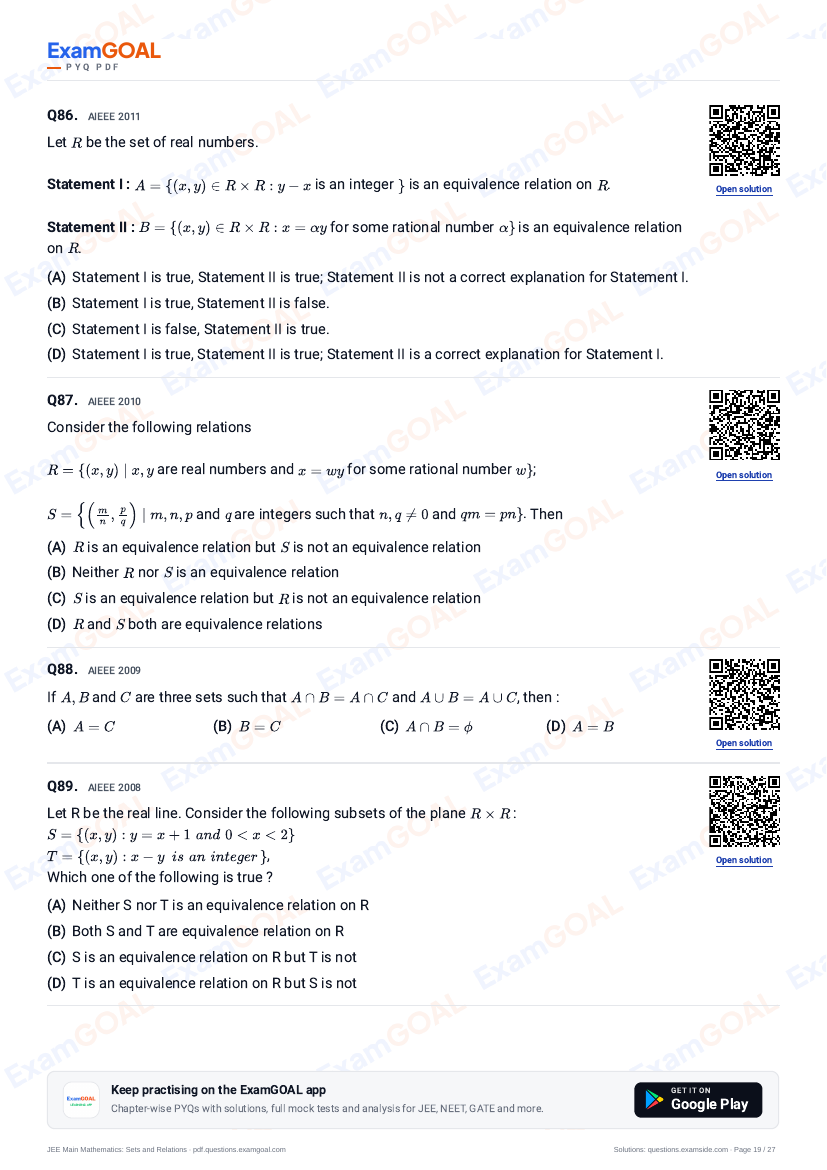 ExamGOAL
PYQ PDF
Q86. AIEEE 2011
Let R be the set of real numbers.
Open solution
Statement I : A = {(x, y) ∈ R × R : y − x is an integer } is an equivalence relation on R.
Statement II : B = {(x, y) ∈ R × R : x = αy for some rational number α} is an equivalence relation
on R.
(A) Statement I is true, Statement II is true; Statement II is not a correct explanation for Statement I.
(B) Statement I is true, Statement II is false.
(C) Statement I is false, Statement II is true.
(D) Statement I is true, Statement II is true; Statement II is a correct explanation for Statement I.
Q87. AIEEE 2010
Consider the following relations
Open solution
R = {(x, y) | x, y are real numbers and x = wy for some rational number w};
S = {(m/n, p/q) | m, n, p and q are integers such that n, q ≠ 0 and qm = pn}. Then
(A) R is an equivalence relation but S is not an equivalence relation
(B) Neither R nor S is an equivalence relation
(C) S is an equivalence relation but R is not an equivalence relation
(D) R and S both are equivalence relations
Q88. AIEEE 2009
If A, B and C are three sets such that A ∩ B = A ∩ C and A ∪ B = A ∪ C, then :
(A) A = C (B) B = C (C) A ∩ B = ϕ (D) A = B
Open solution
Q89. AIEEE 2008
Let R be the real line. Consider the following subsets of the plane R × R :
S = {(x, y) : y = x + 1 and 0 < x < 2}
T = {(x, y) : x − y is an integer },
Open solution
Which one of the following is true ?
(A) Neither S nor T is an equivalence relation on R
(B) Both S and T are equivalence relation on R
(C) S is an equivalence relation on R but T is not
(D) T is an equivalence relation on R but S is not
Keep practising on the ExamGOAL app
Chapter-wise PYQs with solutions, full mock tests and analysis for JEE, NEET, GATE and more.
GET IT ON
Google Play
JEE Main Mathematics: Sets and Relations · pdf.questions.examgoal.com
Solutions: questions.examside.com · Page 19 / 27